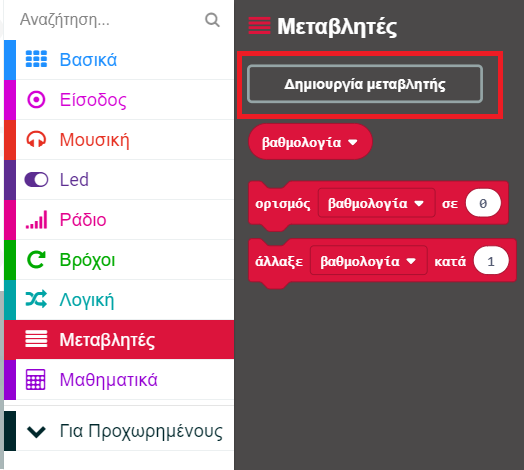 Αναζήτηση...
Βασικά
Είσοδος
Μουσική
Led
Ράδιο
Βρόχοι
Λογική
Μεταβλητές
Μαθηματικά
Για Προχωρημένους
Μεταβλητές
Δημιουργία μεταβλητής
βαθμολογία
ορισμός βαθμολογία σε 0
άλλαξε βαθμολογία κατά 1